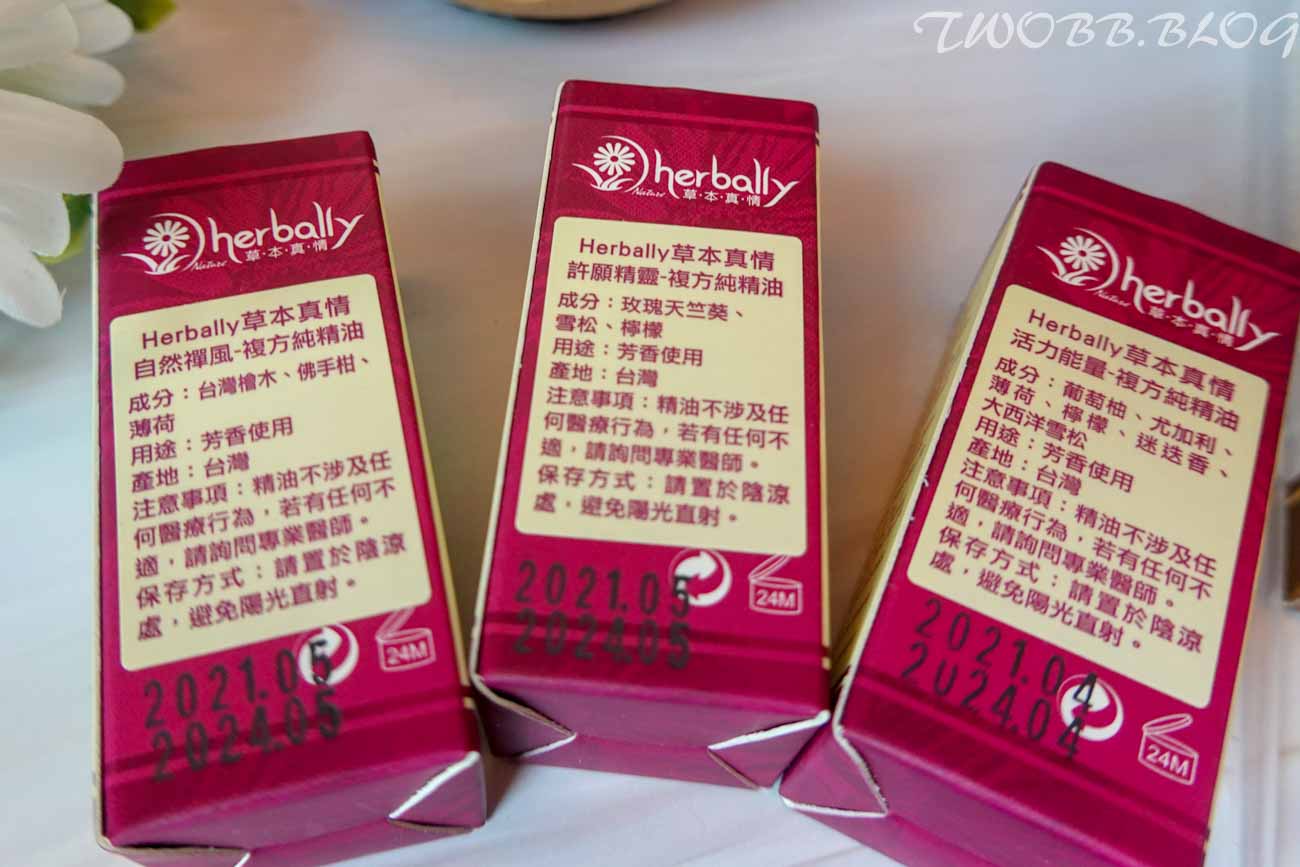 TWOBB.BLOG
herbally
Nature
草·本·真·情
Herbally草本真情
自然禪風-複方純精油
成分：台灣檜木、佛手柑、
薄荷
用途：芳香使用
產地：台灣
注意事項：精油不涉及任
何醫療行為，若有任何不
適，請詢問專業醫師。
保存方式：請置於陰涼
處，避免陽光直射。
2021.05
2024.05
24M
herbally
Nature
草·本·真·情
Herbally草本真情
許願精靈-複方純精油
成分：玫瑰天竺葵、
雪松、檸檬
用途：芳香使用
產地：台灣
注意事項：精油不涉及任
何醫療行為，若有任何不
適，請詢問專業醫師。
保存方式：請置於陰涼
處，避免陽光直射。
2021.05
2024.05
24M
herbally
Nature
草·本·真·情
Herbally草本真情
活力能量-複方純精油
成分：葡萄柚、尤加利、
薄荷、檸檬、迷迭香、
大西洋雪松
用途：芳香使用
產地：台灣
注意事項：精油不涉及任
何醫療行為，若有任何不
適，請詢問專業醫師。
保存方式：請置於陰涼
處，避免陽光直射。
2021.04
2024.04
24M